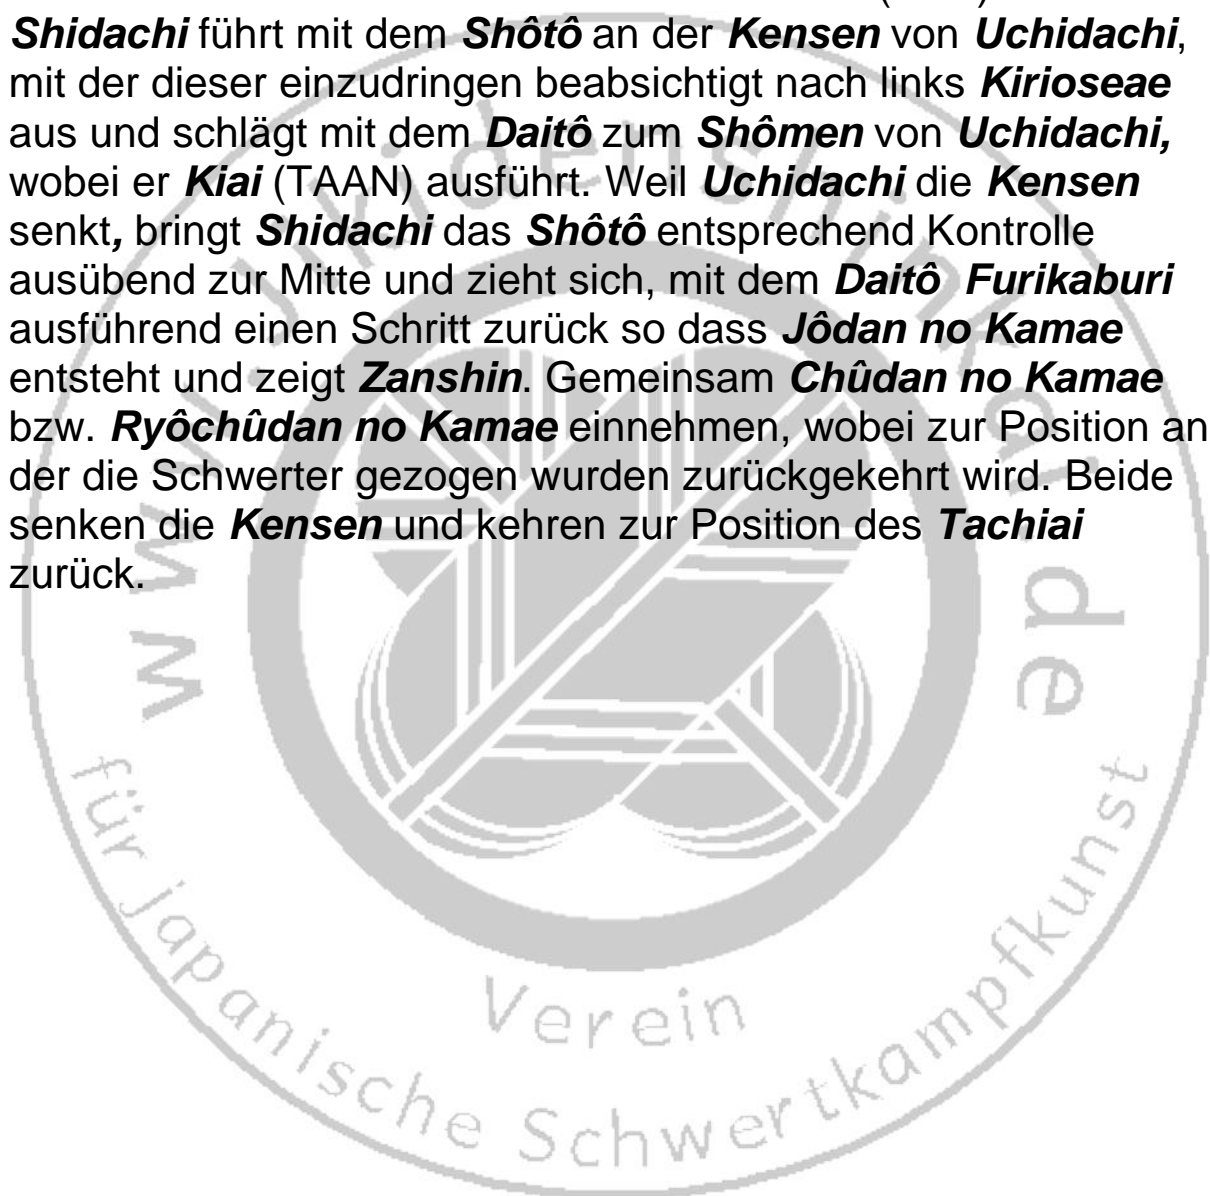 Shidachi führt mit dem Shôtô an der Kensen von Uchidachi,
mit der dieser einzudringen beabsichtigt nach links Kirioseae
aus und schlägt mit dem Daitô zum Shômen von Uchidachi,
wobei er Kiai (TAAN) ausführt. Weil Uchidachi die Kensen
senkt, bringt Shidachi das Shôtô entsprechend Kontrolle
ausübend zur Mitte und zieht sich, mit dem Daitô Furikaburi
ausführend einen Schritt zurück so dass Jôdan no Kamae
entsteht und zeigt Zanshin. Gemeinsam Chûdan no Kamae
bzw. Ryôchûdan no Kamae einnehmen, wobei zur Position an
der die Schwerter gezogen wurden zurückgekehrt wird. Beide
senken die Kensen und kehren zur Position des Tachiai
zurück.
www.jikidenshinkai.de
Verein
für japanische Schwertkampfkunst